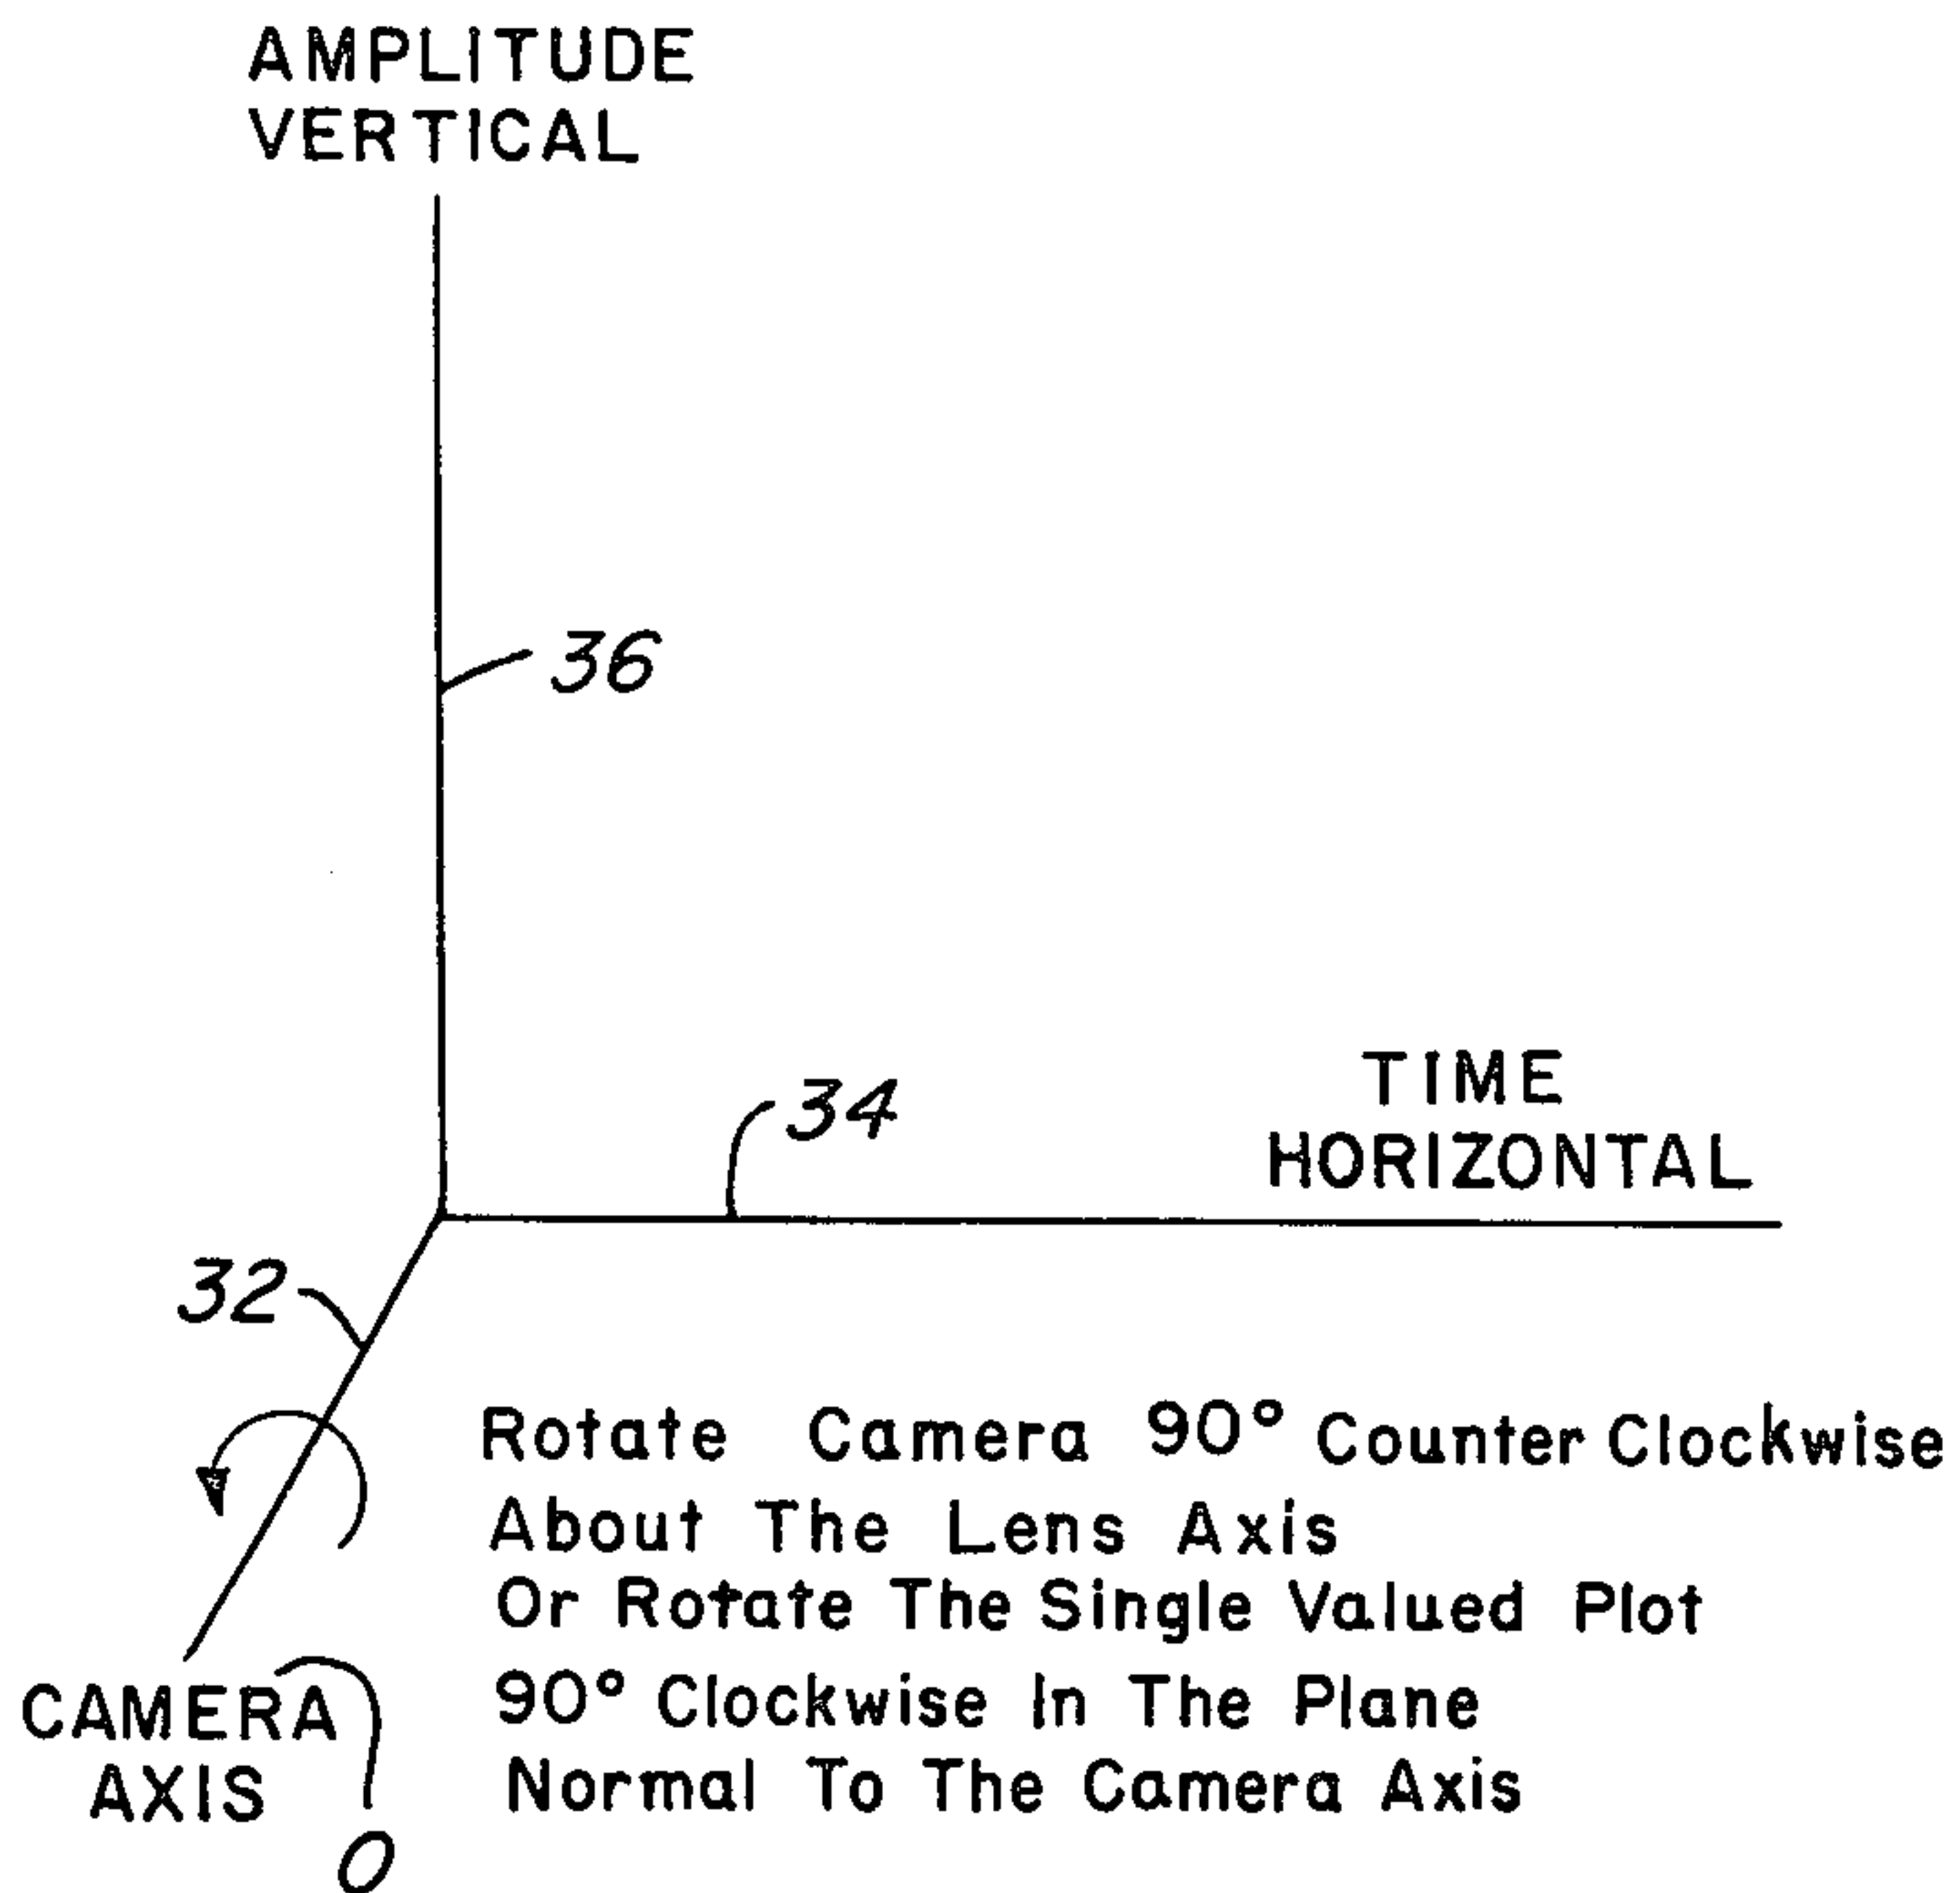 AMPLITUDE
VERTICAL
36
34
TIME
HORIZONTAL
32
Rotate Camera 90° Counter Clockwise
About The Lens Axis
Or Rotate The Single Valued Plot
90° Clockwise In The Plane
Normal To The Camera Axis
CAMERA
AXIS
0